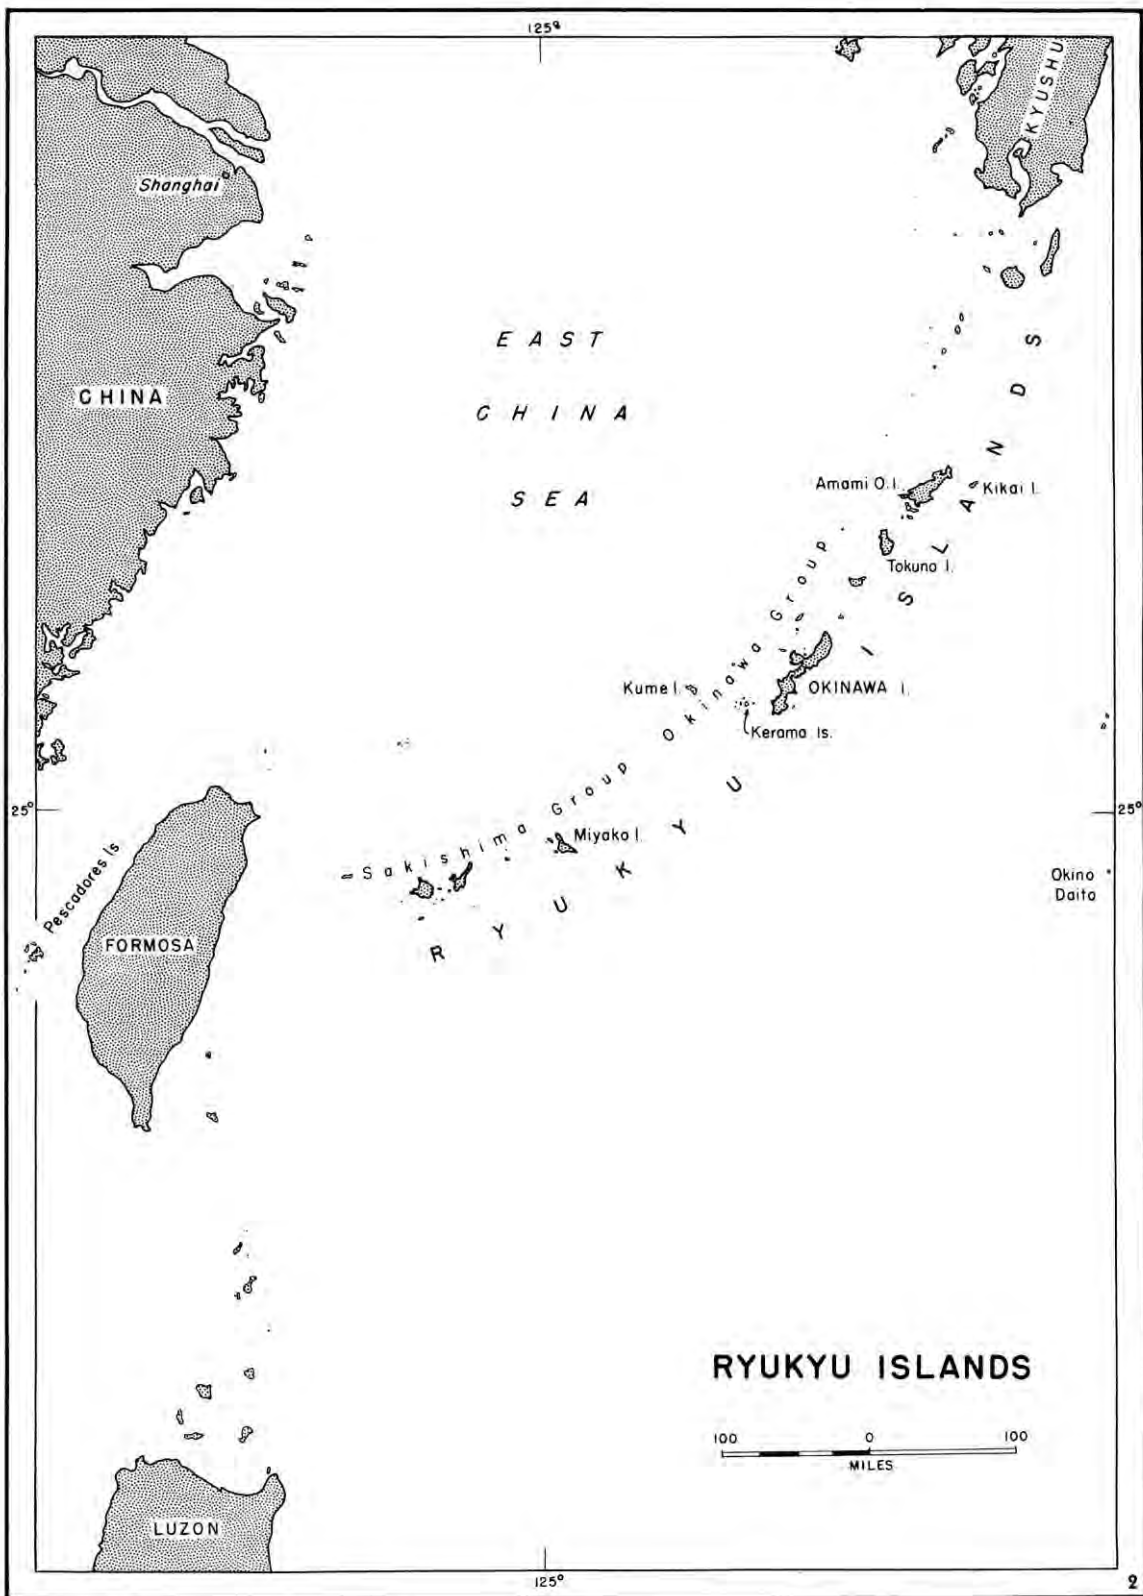 125°
KYUSHU
Shanghai
EAST
CHINA
SEA
CHINA
Amami O. I.
Kikai I.
Tokuno I.
Okinawa Group
Kume I.
OKINAWA I.
Kerama Is.
25°
25°
Sakishima Group
Miyako I.
RYUKYU ISLANDS
Okino
Daito
Pescadores Is
FORMOSA
RYUKYU ISLANDS
100 0 100
MILES
LUZON
125°
2